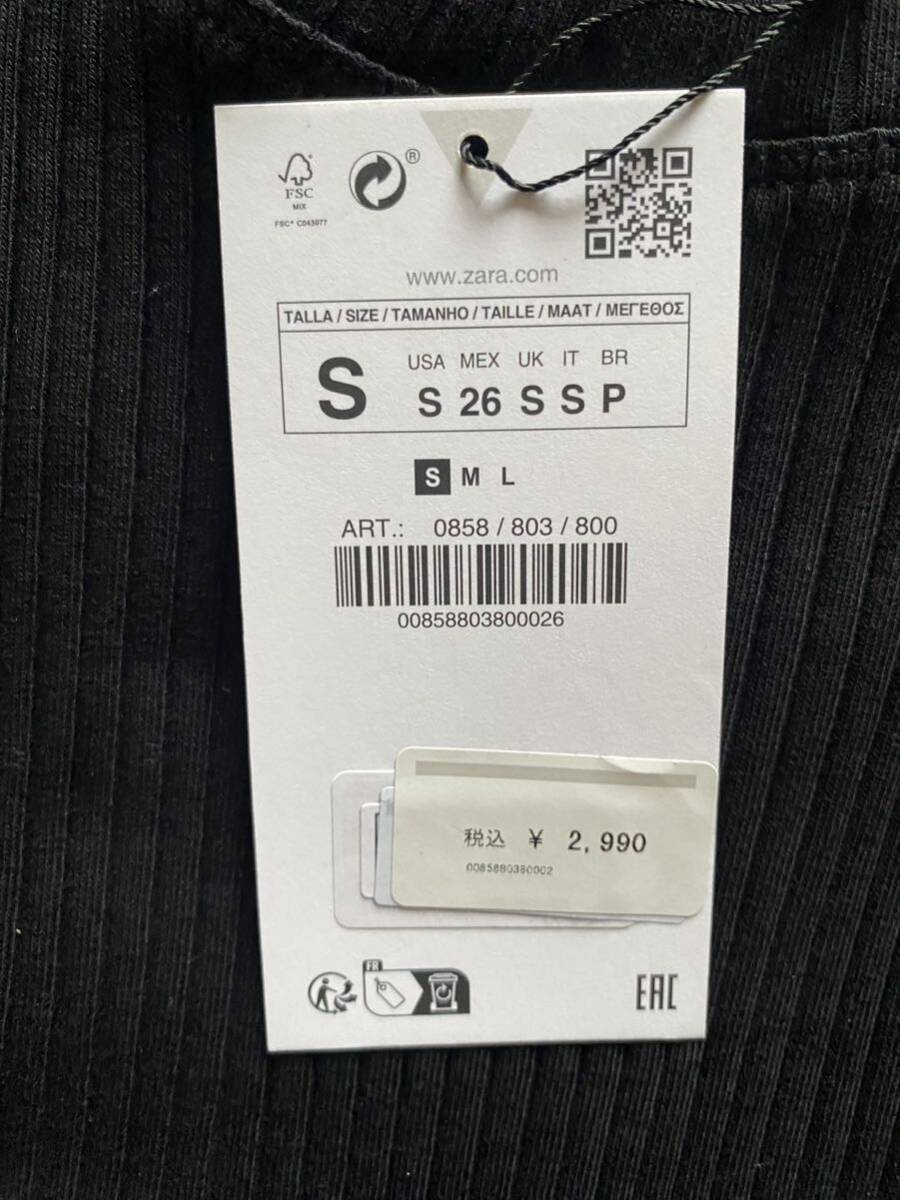 FSC
MIX
FSC® C043977
®
www.zara.com
TALLA / SIZE / TAMANHO / TAILLE / MAAT / ΜΕΓΕΘΟΣ
S
USA MEX UK IT BR
S 26 S S P
S M L
ART.: 0858 / 803 / 800
00858803800026
税込 ¥ 2,990
0085880380002
FR
EAC